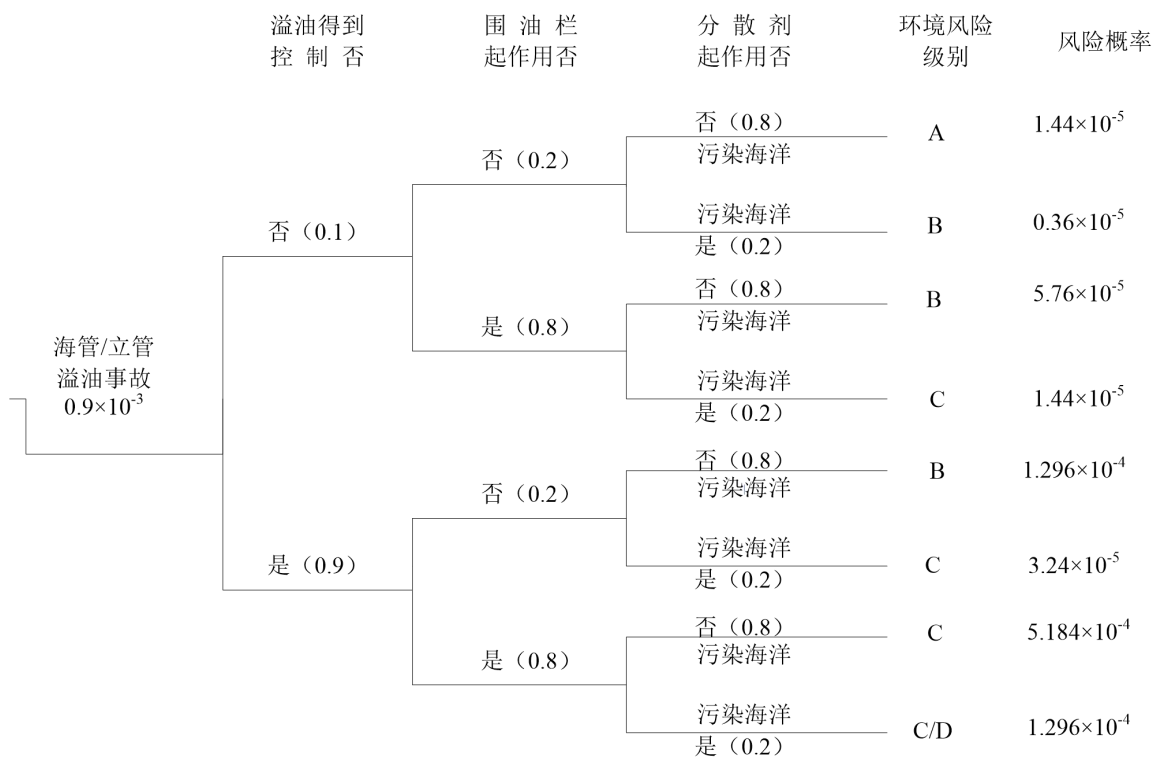 溢油得到
控 制 否
围 油 栏
起作用否
分 散 剂
起作用否
环境风险
级别
风险概率
否（0.8）
污染海洋
A
1.44×10⁻⁵
否（0.2）
污染海洋
是（0.2）
B
0.36×10⁻⁵
否（0.1）
否（0.8）
污染海洋
B
5.76×10⁻⁵
是（0.8）
污染海洋
是（0.2）
C
1.44×10⁻⁵
海管/立管
溢油事故
0.9×10⁻³
否（0.8）
污染海洋
B
1.296×10⁻⁴
否（0.2）
污染海洋
是（0.2）
C
3.24×10⁻⁵
是（0.9）
否（0.8）
污染海洋
C
5.184×10⁻⁴
是（0.8）
污染海洋
是（0.2）
C/D
1.296×10⁻⁴